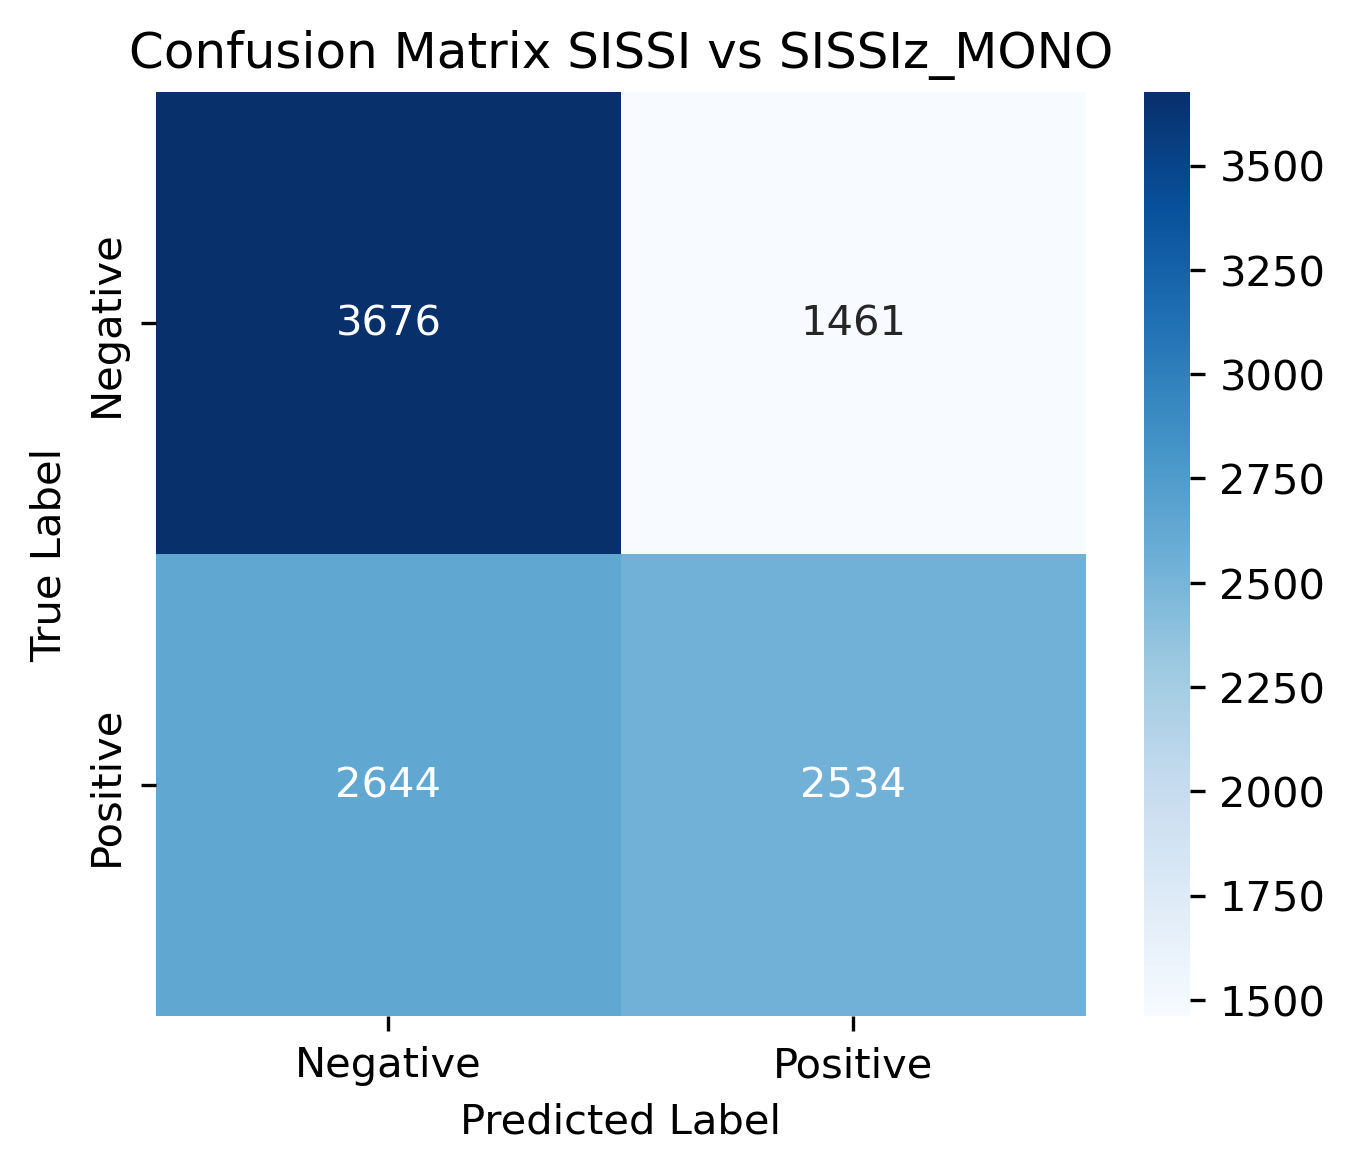 Confusion Matrix SISSI vs SISSIz_MONO
True Label
Negative
3676
1461
Positive
2644
2534
Negative
Positive
Predicted Label
3500
3250
3000
2750
2500
2250
2000
1750
1500